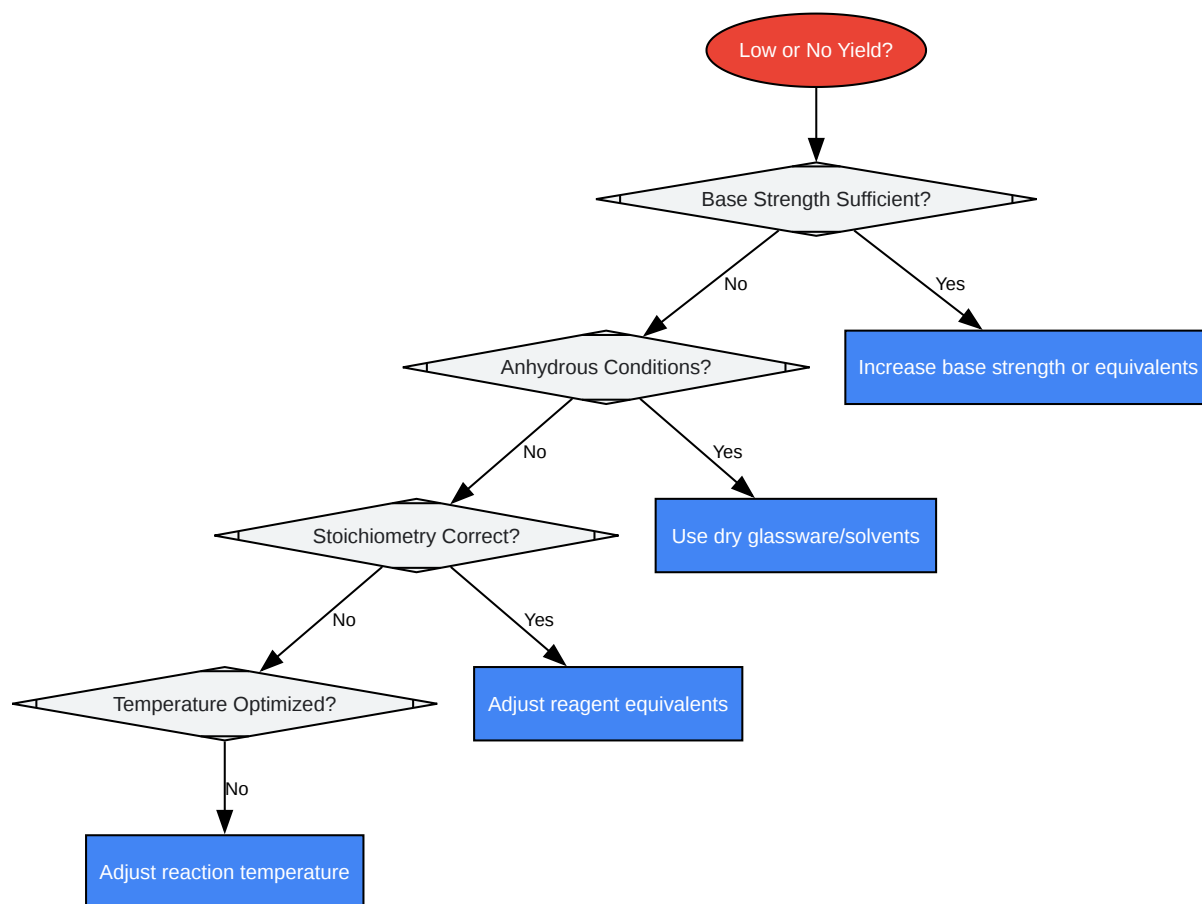 Low or No Yield?
Base Strength Sufficient?
No
Yes
Anhydrous Conditions?
Increase base strength or equivalents
No
Yes
Stoichiometry Correct?
Use dry glassware/solvents
No
Yes
Temperature Optimized?
Adjust reagent equivalents
No
Adjust reaction temperature